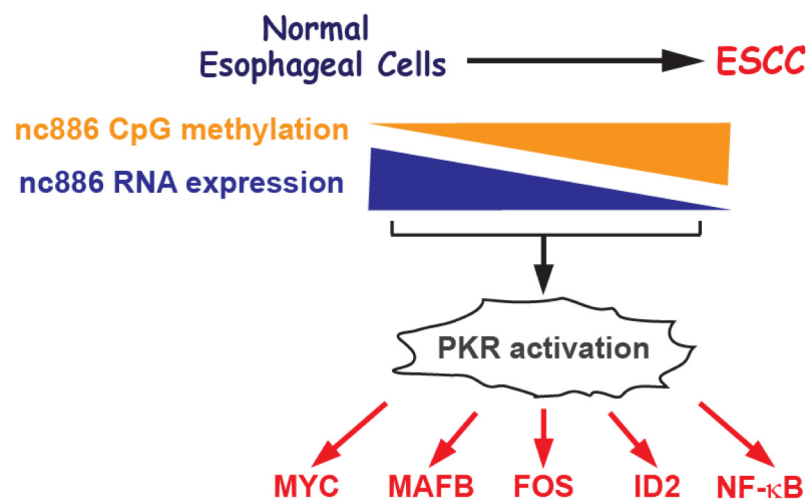 Normal
Esophageal Cells
ESCC
nc886 CpG methylation
nc886 RNA expression
PKR activation
MYC MAFB FOS ID2 NF-κB